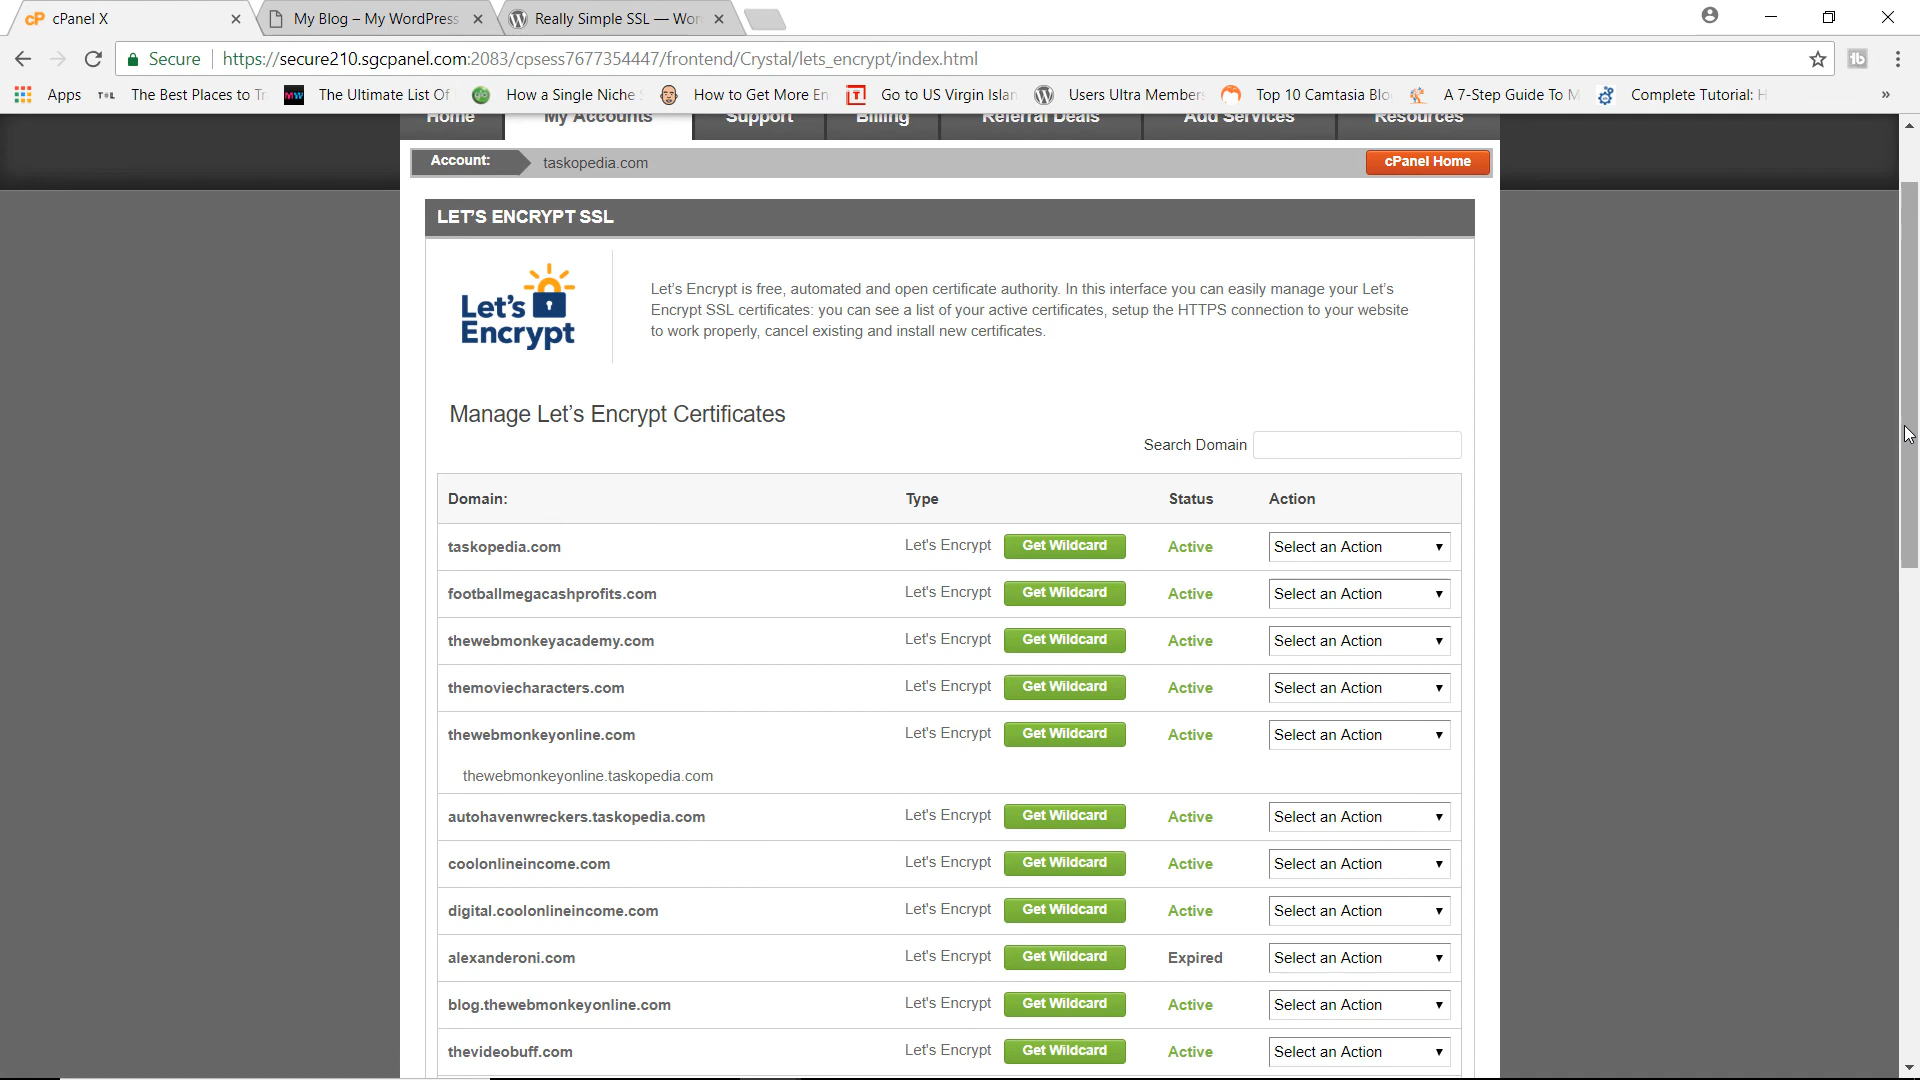 cP cPanel X
My Blog – My WordPress
Really Simple SSL — Wor
Secure
https://secure210.sgcpanel.com:2083/cpsess7677354447/frontend/Crystal/lets_encrypt/index.html
Apps
The Best Places to Tr
MW
The Ultimate List Of
How a Single Niche
How to Get More En
Go to US Virgin Islan
Users Ultra Member
Top 10 Camtasia Blo
A 7-Step Guide To M
Complete Tutorial: H
»
Home
My Accounts
Support
Billing
Referral Deals
Add Services
Resources
Account:
taskopedia.com
cPanel Home
LET'S ENCRYPT SSL
Let's
Encrypt
Let's Encrypt is free, automated and open certificate authority. In this interface you can easily manage your Let's
Encrypt SSL certificates: you can see a list of your active certificates, setup the HTTPS connection to your website
to work properly, cancel existing and install new certificates.
Manage Let's Encrypt Certificates
Search Domain
Domain: Type Status Action
taskopedia.com Let's Encrypt Get Wildcard Active Select an Action
footballmegacashprofits.com Let's Encrypt Get Wildcard Active Select an Action
thewebmonkeyacademy.com Let's Encrypt Get Wildcard Active Select an Action
themoviecharacters.com Let's Encrypt Get Wildcard Active Select an Action
thewebmonkeyonline.com Let's Encrypt Get Wildcard Active Select an Action
thewebmonkeyonline.taskopedia.com
autohavenwreckers.taskopedia.com Let's Encrypt Get Wildcard Active Select an Action
coolonlineincome.com Let's Encrypt Get Wildcard Active Select an Action
digital.coolonlineincome.com Let's Encrypt Get Wildcard Active Select an Action
alexanderoni.com Let's Encrypt Get Wildcard Expired Select an Action
blog.thewebmonkeyonline.com Let's Encrypt Get Wildcard Active Select an Action
thevideobuff.com Let's Encrypt Get Wildcard Active Select an Action